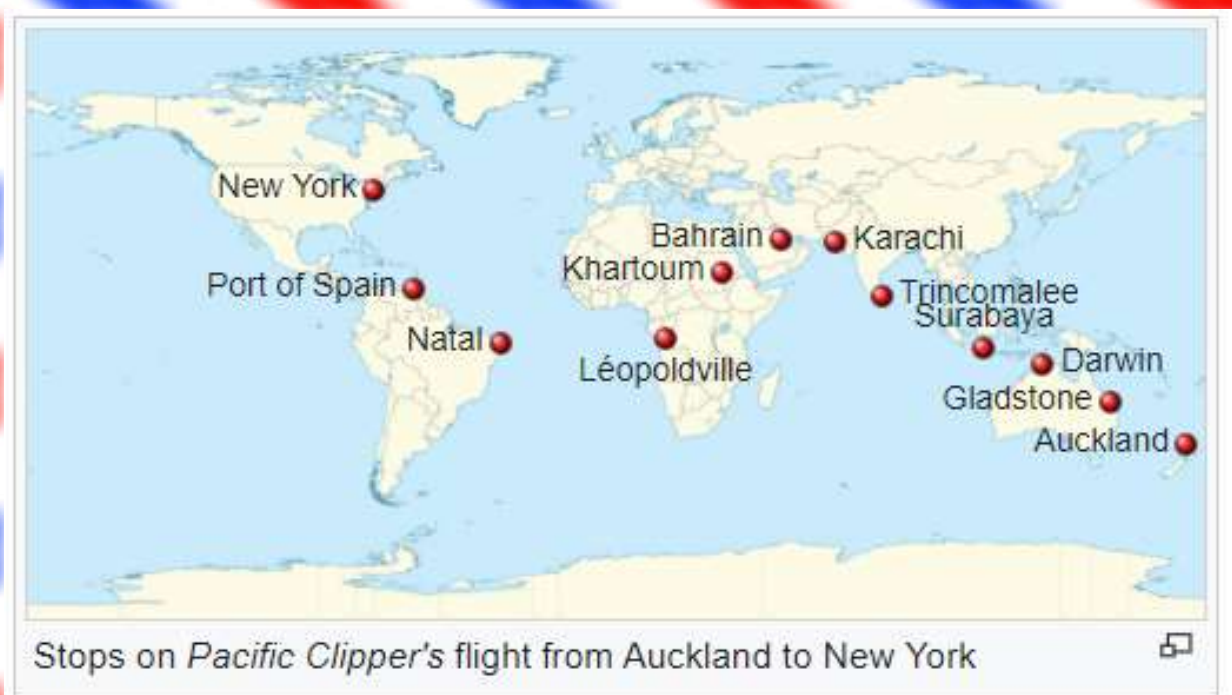 New York
Bahrain
Karachi
Khartoum
Port of Spain
Trincomalee
Surabaya
Natal
Léopoldville
Darwin
Gladstone
Auckland
Stops on Pacific Clipper's flight from Auckland to New York